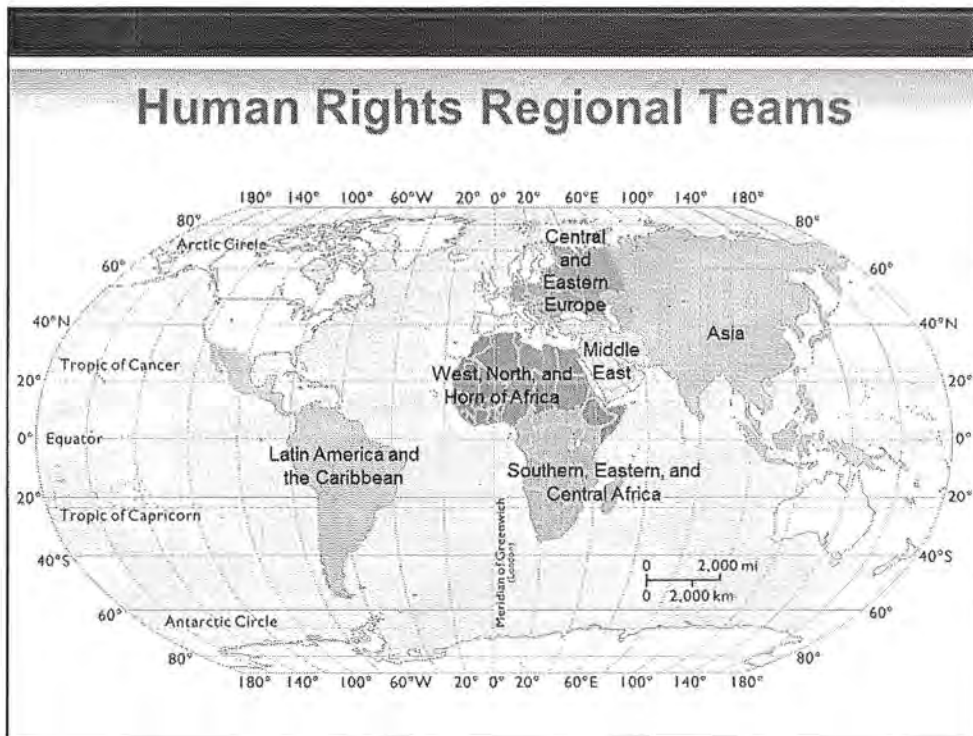 Human Rights Regional Teams
180° 140° 100° 60°W 20° 0° 20° 60°E 100° 140° 180°
80° 80°
Arctic Circle
60° 60°
Central
and
Eastern
Europe
40°N 40°
Asia
Tropic of Cancer
Middle
East
West, North, and
Horn of Africa
20° 20°
Equator 0° 0°
Latin America and
the Caribbean
Southern, Eastern, and
Central Africa
20° 20°
Tropic of Capricorn
Meridian of Greenwich
(London)
40°S 40°S
0 2,000 mi
0 2,000 km
60° 60°
Antarctic Circle
80° 80°
180° 140° 100° 60°W 20° 0° 20° 60°E 100° 140° 180°